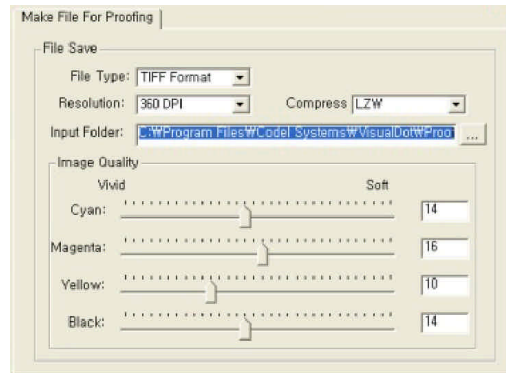 Make File For Proofing
File Save
File Type: TIFF Format
Resolution: 360 DPI Compress LZW
Input Folder: C:₩Program Files₩Codel Systems₩VisualDot₩Proof ...
Image Quality
Vivid Soft
Cyan: 14
Magenta: 16
Yellow: 10
Black: 14